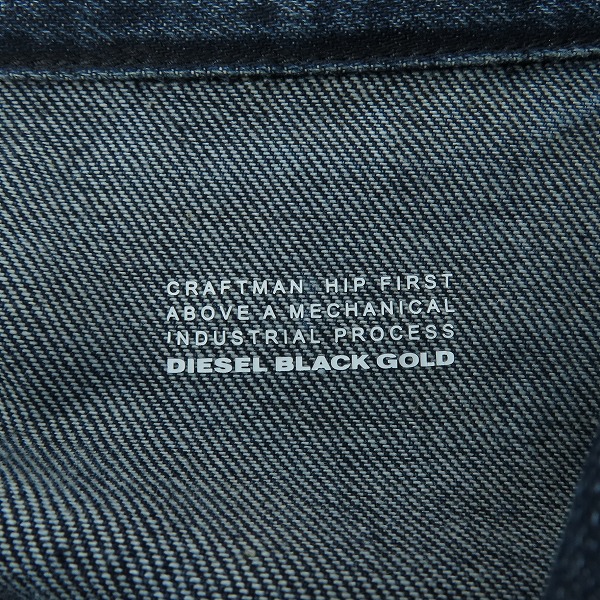 CRAFTMAN HIP FIRST
ABOVE A MECHANICAL
INDUSTRIAL PROCESS
DIESEL BLACK GOLD